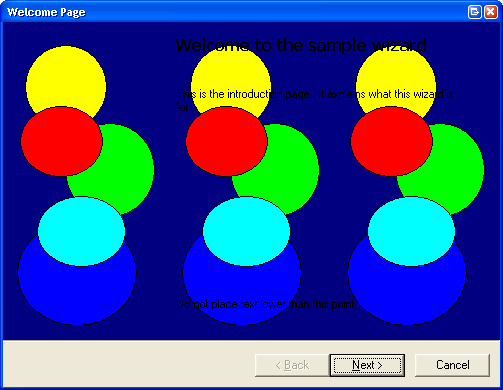 Welcome Page
Welcome to the sample wizard
This is the introduction page. It explains what this wizard is
for.
Do not place text lower than this point.
< Back
Next >
Cancel